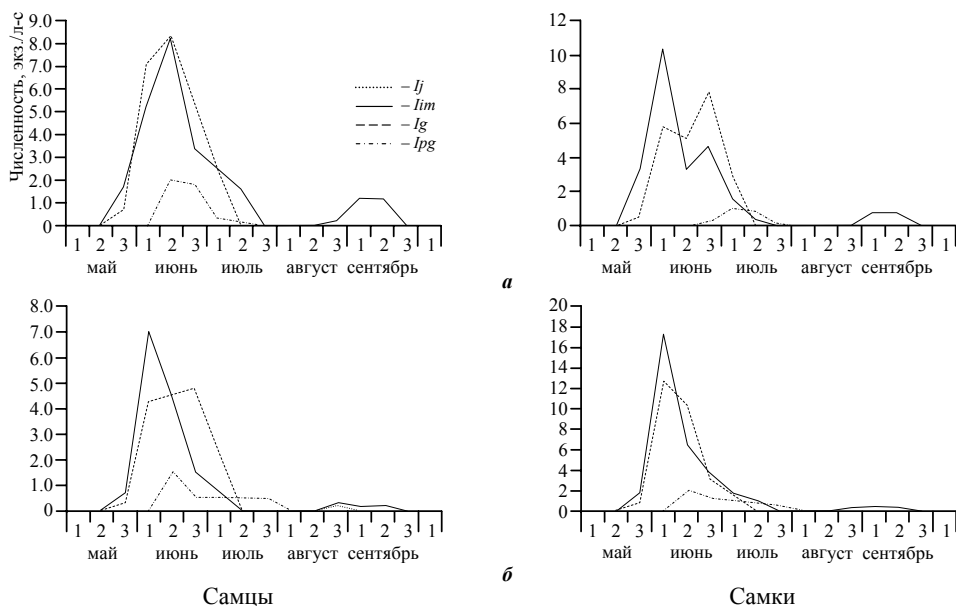 Численность, экз./л-с
9.0
8.0
7.0
6.0
5.0
4.0
3.0
2.0
1.0
0
1 2 3 1 2 3 1 2 3 1 2 3 1 2 3 1
май июнь июль август сентябрь
– Ij
– Iim
– Ig
– Ipg
12
10
8
6
4
2
0
1 2 3 1 2 3 1 2 3 1 2 3 1 2 3 1
май июнь июль август сентябрь
а
8.0
7.0
6.0
5.0
4.0
3.0
2.0
1.0
0.0
1 2 3 1 2 3 1 2 3 1 2 3 1 2 3 1
май июнь июль август сентябрь
20
18
16
14
12
10
8
6
4
2
0
1 2 3 1 2 3 1 2 3 1 2 3 1 2 3 1
май июнь июль август сентябрь
б
Самцы
Самки